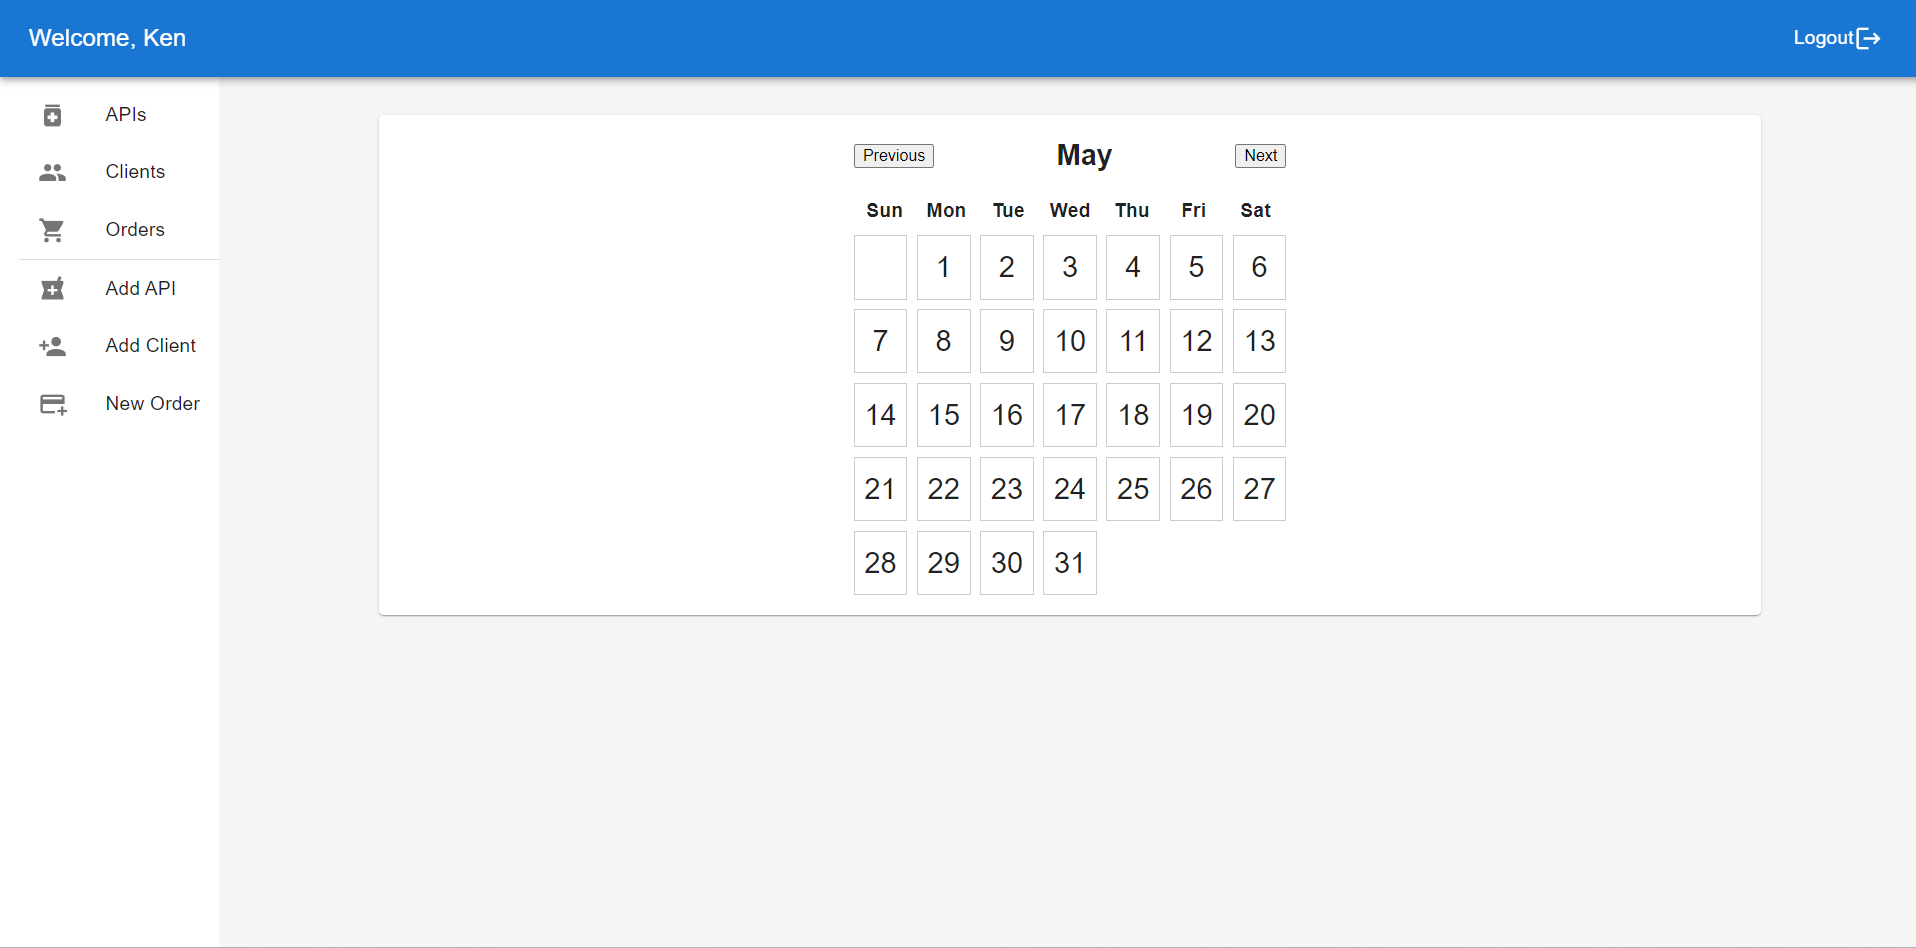 Welcome, Ken
Logout
APIs
Clients
Orders
Add API
Add Client
New Order
Previous May Next
Sun Mon Tue Wed Thu Fri Sat
1 2 3 4 5 6
7 8 9 10 11 12 13
14 15 16 17 18 19 20
21 22 23 24 25 26 27
28 29 30 31